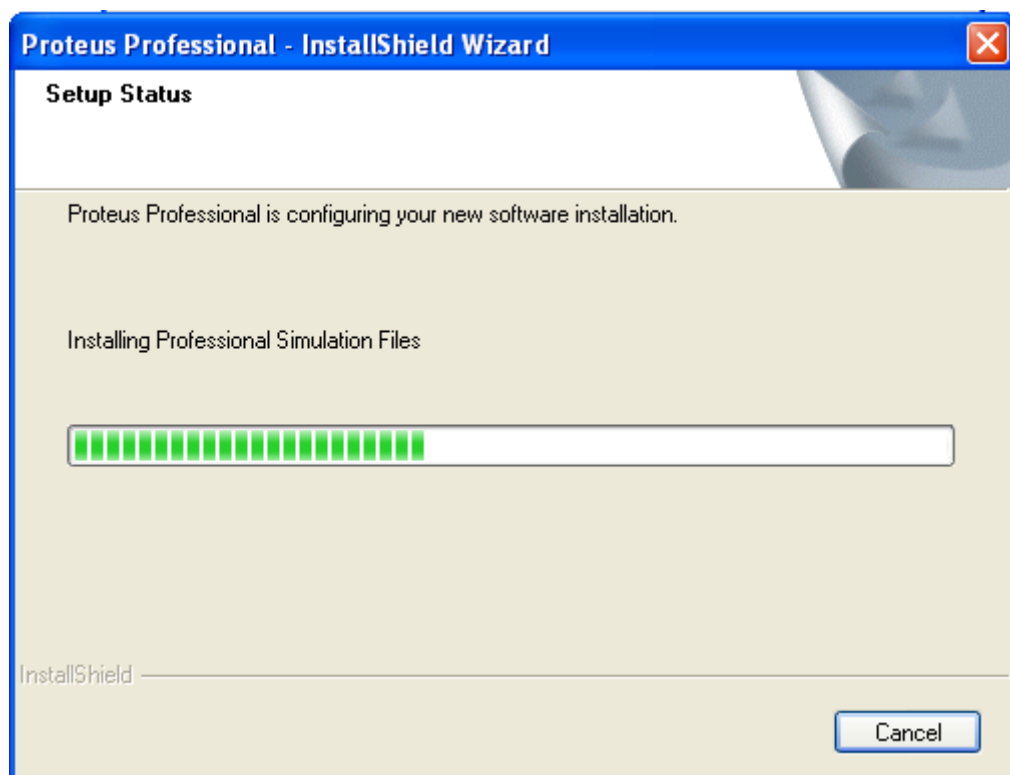 Proteus Professional - InstallShield Wizard
Setup Status
Proteus Professional is configuring your new software installation.
Installing Professional Simulation Files
InstallShield
Cancel